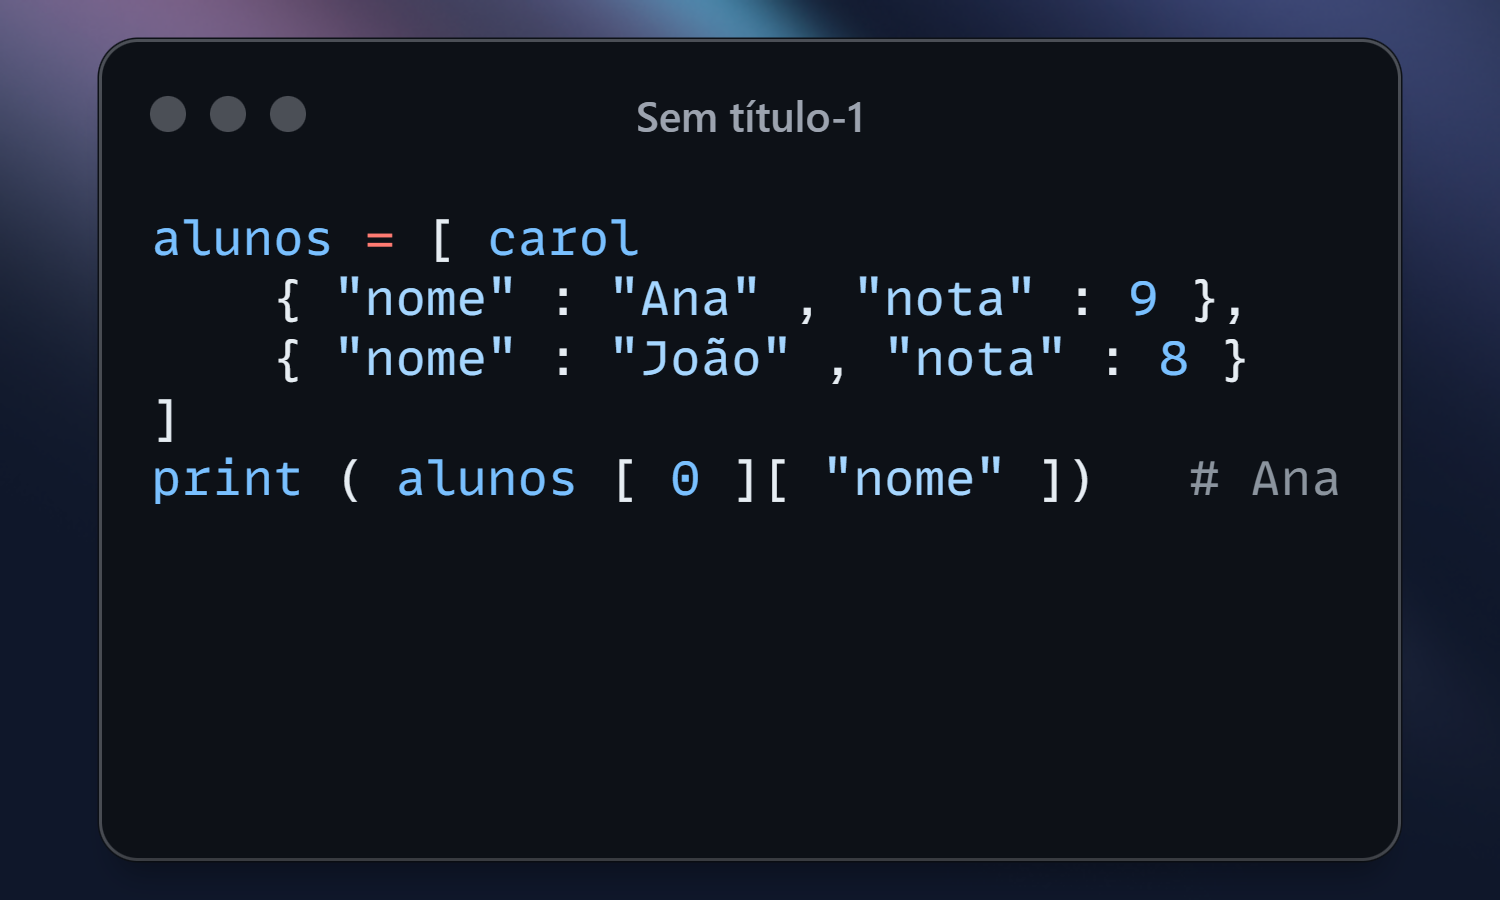 Sem título-1
alunos = [ carol
    { "nome" : "Ana" , "nota" : 9 },
    { "nome" : "João" , "nota" : 8 }
]
print ( alunos [ 0 ][ "nome" ])   # Ana